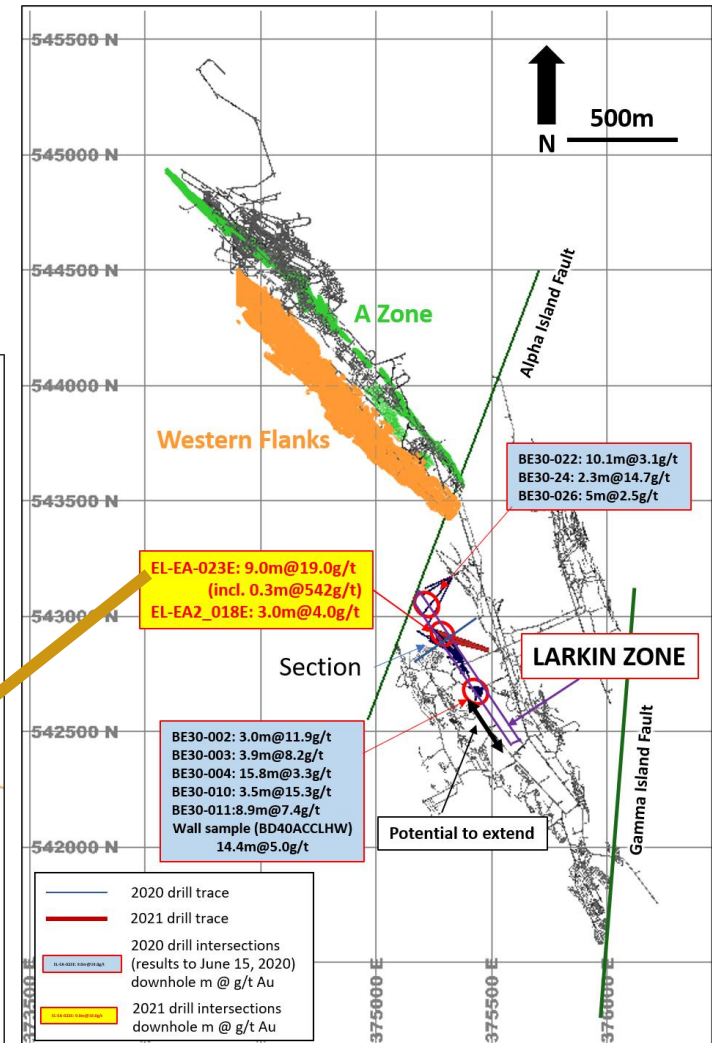 545500 N
545000 N
544500 N
544000 N
543500 N
543000 N
542500 N
542000 N
N
500m
A Zone
Western Flanks
Alpha Island Fault
BE30-022: 10.1m@3.1g/t
BE30-24: 2.3m@14.7g/t
BE30-026: 5m@2.5g/t
EL-EA-023E: 9.0m@19.0g/t
(incl. 0.3m@542g/t)
EL-EA2_018E: 3.0m@4.0g/t
Section
LARKIN ZONE
BE30-002: 3.0m@11.9g/t
BE30-003: 3.9m@8.2g/t
BE30-004: 15.8m@3.3g/t
BE30-010: 3.5m@15.3g/t
BE30-011:8.9m@7.4g/t
Wall sample (BD40ACCLHW)
14.4m@5.0g/t
Potential to extend
Gamma Island Fault
2020 drill trace
2021 drill trace
2020 drill intersections
(results to June 15, 2020)
downhole m @ g/t Au
2021 drill intersections
downhole m @ g/t Au
373500 E
375000 E
375500 E
376000 E